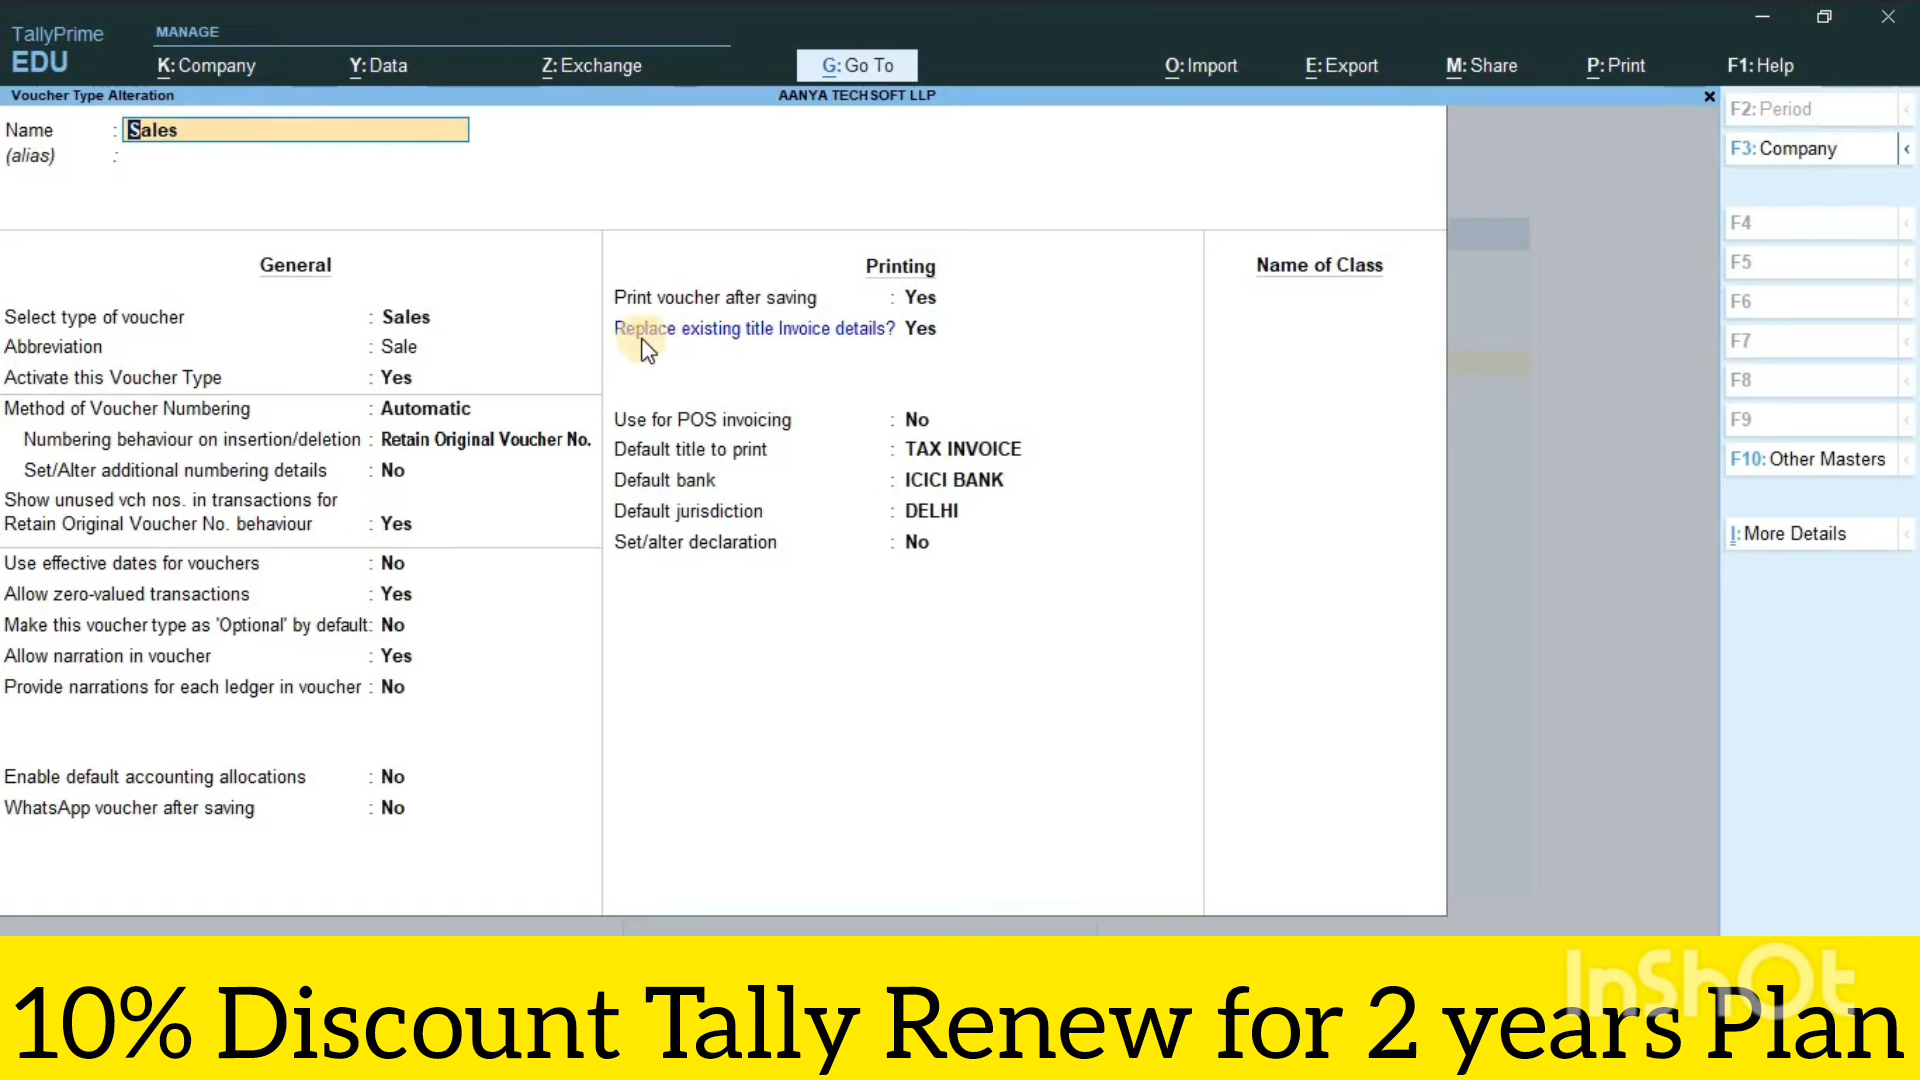 TallyPrime
EDU
MANAGE
K: Company
Y: Data
Z: Exchange
G: Go To
O: Import
E: Export
M: Share
P: Print
F1: Help
Voucher Type Alteration
AANYA TECHSOFT LLP
Name : Sales
(alias) :
General
Select type of voucher : Sales
Abbreviation : Sale
Activate this Voucher Type : Yes
Method of Voucher Numbering : Automatic
Numbering behaviour on insertion/deletion : Retain Original Voucher No.
Set/Alter additional numbering details : No
Show unused vch nos. in transactions for
Retain Original Voucher No. behaviour : Yes
Use effective dates for vouchers : No
Allow zero-valued transactions : Yes
Make this voucher type as 'Optional' by default: No
Allow narration in voucher : Yes
Provide narrations for each ledger in voucher : No
Enable default accounting allocations : No
WhatsApp voucher after saving : No
Printing
Print voucher after saving : Yes
Replace existing title Invoice details? Yes
Use for POS invoicing : No
Default title to print : TAX INVOICE
Default bank : ICICI BANK
Default jurisdiction : DELHI
Set/alter declaration : No
Name of Class
F2: Period
F3: Company
F4
F5
F6
F7
F8
F9
F10: Other Masters
I: More Details
InShOt
10% Discount Tally Renew for 2 years Plan